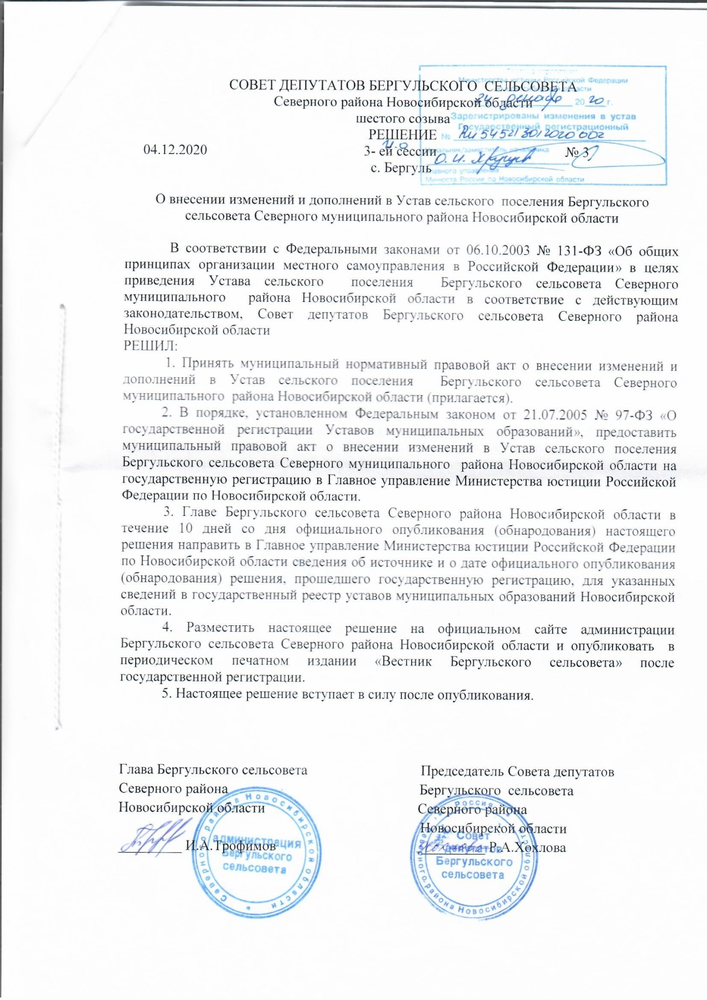 Министерства юстиции Российской Федерации
СОВЕТ ДЕПУТАТОВ БЕРГУЛЬСКОГО СЕЛЬСОВЕТА
Северного района Новосибирской области
24 декабр 20 20 г.
шестого созыва
Зарегистрированы изменения в устав
Государственный регистрационный
РЕШЕНИЕ
№ Ru 545213012020002
и.о
Начальник/заместитель начальника
04.12.2020 3- ей сессии № 3
О.И.
Главного управления
с. Бергуль
Минюста России по Новосибирской области
О внесении изменений и дополнений в Устав сельского поселения Бергульского
сельсовета Северного муниципального района Новосибирской области
В соответствии с Федеральными законами от 06.10.2003 № 131-ФЗ «Об общих
принципах организации местного самоуправления в Российской Федерации» в целях
приведения Устава сельского поселения Бергульского сельсовета Северного
муниципального района Новосибирской области в соответствие с действующим
законодательством, Совет депутатов Бергульского сельсовета Северного района
Новосибирской области
РЕШИЛ:
1. Принять муниципальный нормативный правовой акт о внесении изменений и
дополнений в Устав сельского поселения Бергульского сельсовета Северного
муниципального района Новосибирской области (прилагается).
2. В порядке, установленном Федеральным законом от 21.07.2005 № 97-ФЗ «О
государственной регистрации Уставов муниципальных образований», предоставить
муниципальный правовой акт о внесении изменений в Устав сельского поселения
Бергульского сельсовета Северного муниципального района Новосибирской области на
государственную регистрацию в Главное управление Министерства юстиции Российской
Федерации по Новосибирской области.
3. Главе Бергульского сельсовета Северного района Новосибирской области в
течение 10 дней со дня официального опубликования (обнародования) настоящего
решения направить в Главное управление Министерства юстиции Российской Федерации
по Новосибирской области сведения об источнике и о дате официального опубликования
(обнародования) решения, прошедшего государственную регистрацию, для указанных
сведений в государственный реестр уставов муниципальных образований Новосибирской
области.
4. Разместить настоящее решение на официальном сайте администрации
Бергульского сельсовета Северного района Новосибирской области и опубликовать в
периодическом печатном издании «Вестник Бергульского сельсовета» после
государственной регистрации.
5. Настоящее решение вступает в силу после опубликования.
Глава Бергульского сельсовета
Северного района
Новосибирской области
И.А.Трофимов
Северного района Новосибирской области *
администрация
Бергульского
сельсовета
Председатель Совета депутатов
Бергульского сельсовета
Северного района
Новосибирской области
Р.А.Хохлова
* Россия *
района Новосибирской области
Совет
депутатов
Бергульского
сельсовета